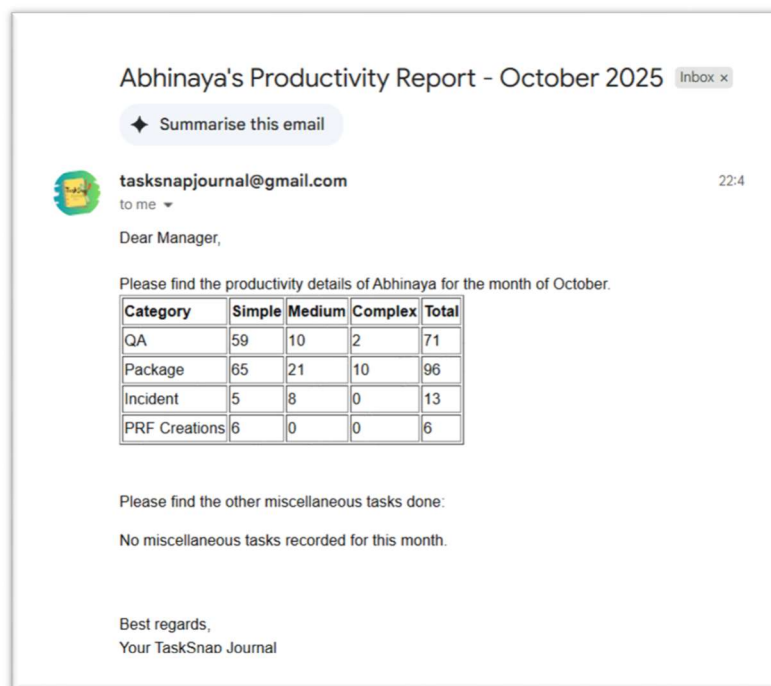 Abhinaya's Productivity Report - October 2025 Inbox ×
Summarise this email
tasksnapjournal@gmail.com 22:4
to me
Dear Manager,
Please find the productivity details of Abhinaya for the month of October.
Category Simple Medium Complex Total
QA 59 10 2 71
Package 65 21 10 96
Incident 5 8 0 13
PRF Creations 6 0 0 6
Please find the other miscellaneous tasks done:
No miscellaneous tasks recorded for this month.
Best regards,
Your TaskSnap Journal